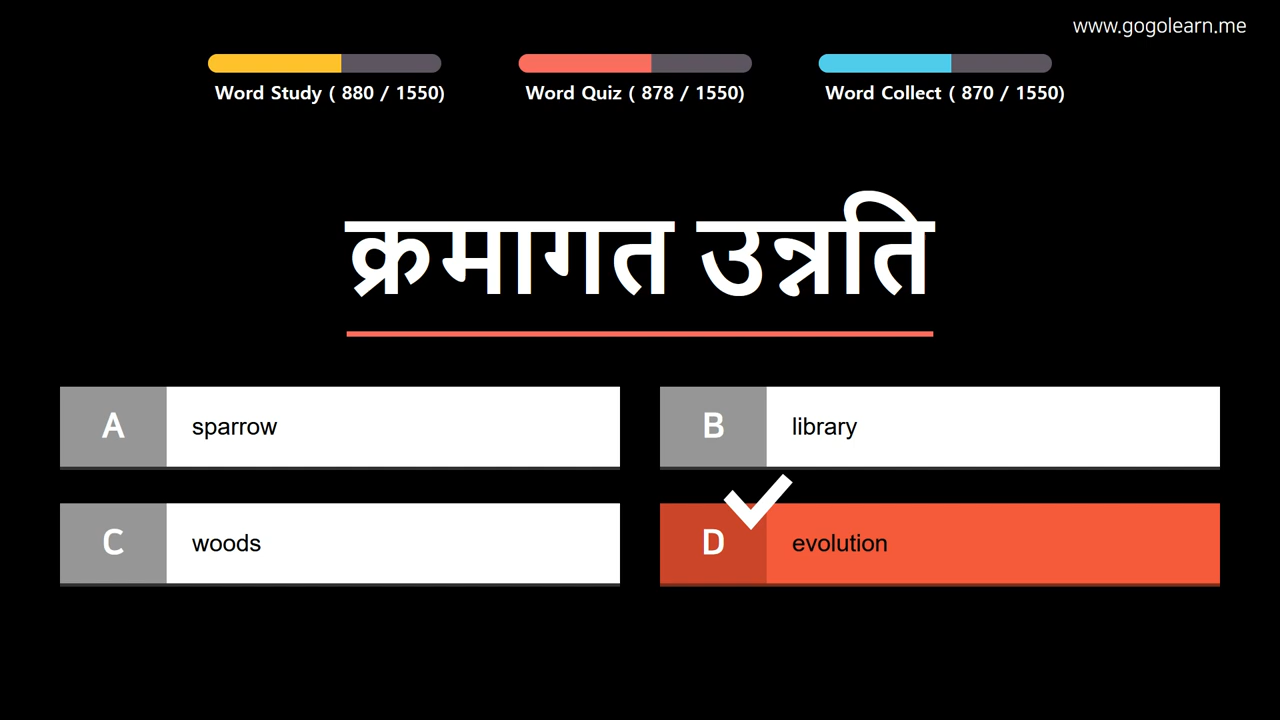 www.gogolearn.me
Word Study ( 880 / 1550)
Word Quiz ( 878 / 1550)
Word Collect ( 870 / 1550)
क्रमागत उन्नति
A sparrow
B library
C woods
D evolution